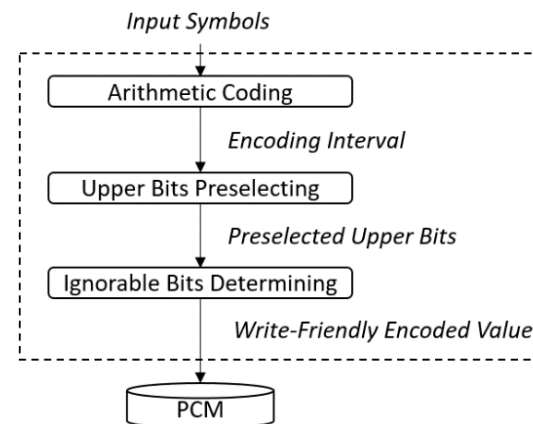 Input Symbols
Arithmetic Coding
Encoding Interval
Upper Bits Preselecting
Preselected Upper Bits
Ignorable Bits Determining
Write-Friendly Encoded Value
PCM